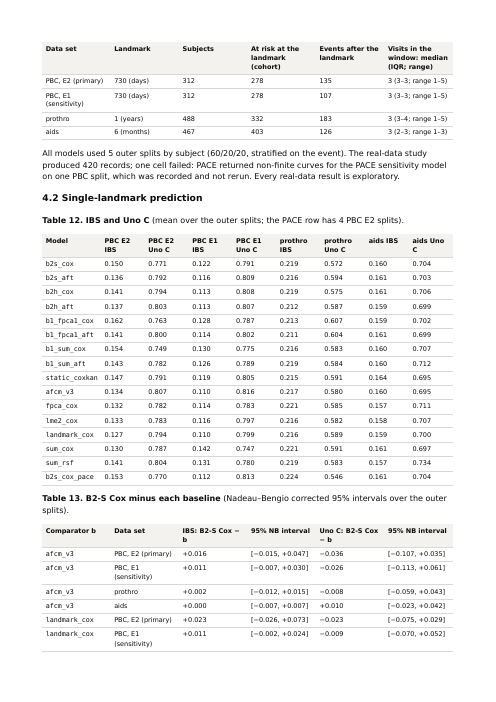 Data set Landmark Subjects At risk at the landmark (cohort) Events after the landmark Visits in the window: median (IQR; range)
PBC, E2 (primary) 730 (days) 312 278 135 3 (3–3; range 1–5)
PBC, E1 (sensitivity) 730 (days) 312 278 107 3 (3–3; range 1–5)
prothro 1 (years) 488 332 183 3 (3–4; range 1–5)
aids 6 (months) 467 403 126 3 (2–3; range 1–3)
All models used 5 outer splits by subject (60/20/20, stratified on the event). The real-data study
produced 420 records; one cell failed: PACE returned non-finite curves for the PACE sensitivity model
on one PBC split, which was recorded and not rerun. Every real-data result is exploratory.
4.2 Single-landmark prediction
Table 12. IBS and Uno C (mean over the outer splits; the PACE row has 4 PBC E2 splits).
Model PBC E2 IBS PBC E2 Uno C PBC E1 IBS PBC E1 Uno C prothro IBS prothro Uno C aids IBS aids Uno C
b2s_cox 0.150 0.771 0.122 0.791 0.219 0.572 0.160 0.704
b2s_aft 0.136 0.792 0.116 0.809 0.216 0.594 0.161 0.703
b2h_cox 0.141 0.794 0.113 0.808 0.219 0.575 0.161 0.706
b2h_aft 0.137 0.803 0.113 0.807 0.212 0.587 0.159 0.699
b1_fpca1_cox 0.162 0.763 0.128 0.787 0.213 0.607 0.159 0.702
b1_fpca1_aft 0.141 0.800 0.114 0.802 0.211 0.604 0.161 0.699
b1_sum_cox 0.154 0.749 0.130 0.775 0.216 0.583 0.160 0.707
b1_sum_aft 0.143 0.782 0.126 0.789 0.219 0.584 0.160 0.712
static_coxkan 0.147 0.791 0.119 0.805 0.215 0.591 0.164 0.695
afcm_v3 0.134 0.807 0.110 0.816 0.217 0.580 0.160 0.695
fpca_cox 0.132 0.782 0.114 0.783 0.221 0.585 0.157 0.711
lme2_cox 0.133 0.783 0.116 0.797 0.216 0.582 0.158 0.707
landmark_cox 0.127 0.794 0.110 0.799 0.216 0.589 0.159 0.700
sum_cox 0.130 0.787 0.142 0.747 0.221 0.591 0.161 0.697
sum_rsf 0.141 0.804 0.131 0.780 0.219 0.583 0.157 0.734
b2s_cox_pace 0.153 0.770 0.112 0.813 0.224 0.546 0.161 0.704
Table 13. B2-S Cox minus each baseline (Nadeau–Bengio corrected 95% intervals over the outer
splits).
Comparator b Data set IBS: B2-S Cox − b 95% NB interval Uno C: B2-S Cox − b 95% NB interval
afcm_v3 PBC, E2 (primary) +0.016 [−0.015, +0.047] −0.036 [−0.107, +0.035]
afcm_v3 PBC, E1 (sensitivity) +0.011 [−0.007, +0.030] −0.026 [−0.113, +0.061]
afcm_v3 prothro +0.002 [−0.012, +0.015] −0.008 [−0.059, +0.043]
afcm_v3 aids +0.000 [−0.007, +0.007] +0.010 [−0.023, +0.042]
landmark_cox PBC, E2 (primary) +0.023 [−0.026, +0.073] −0.023 [−0.075, +0.029]
landmark_cox PBC, E1 (sensitivity) +0.011 [−0.002, +0.024] −0.009 [−0.070, +0.052]